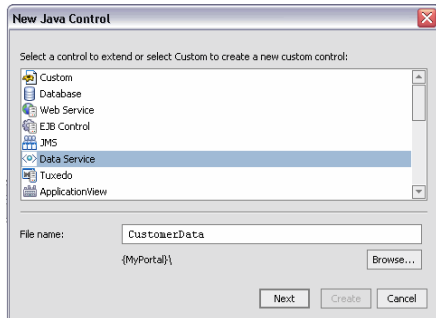 New Java Control
Select a control to extend or select Custom to create a new custom control:
Custom
Database
Web Service
EJB Control
JMS
Data Service
Tuxedo
ApplicationView
File name:
CustomerData
{MyPortal}\
Browse...
Next
Create
Cancel